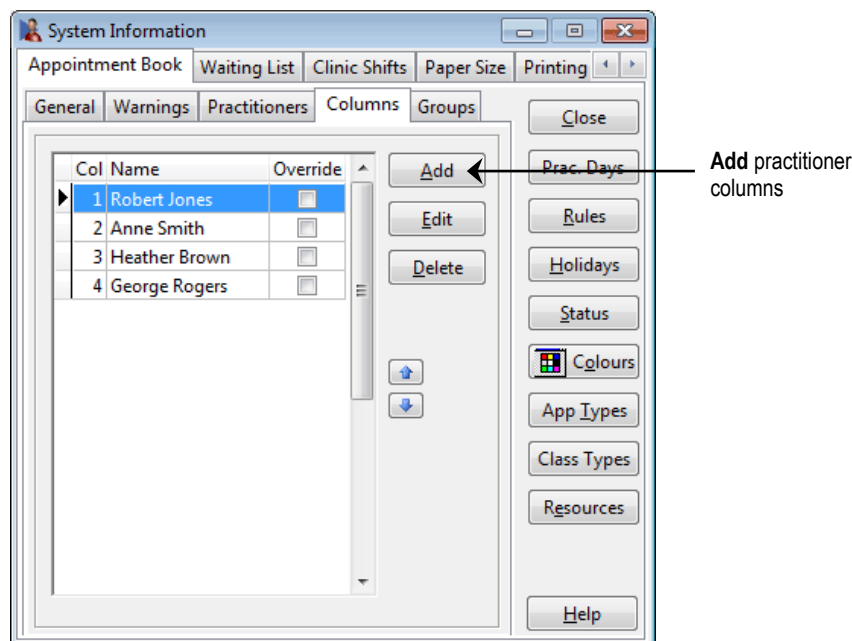 System Information
Appointment Book Waiting List Clinic Shifts Paper Size Printing
General Warnings Practitioners Columns Groups
Close
Col Name Override
1 Robert Jones
2 Anne Smith
3 Heather Brown
4 George Rogers
Add
Edit
Delete
Prac. Days
Rules
Holidays
Status
Colours
App Types
Class Types
Resources
Help
Add practitioner
columns